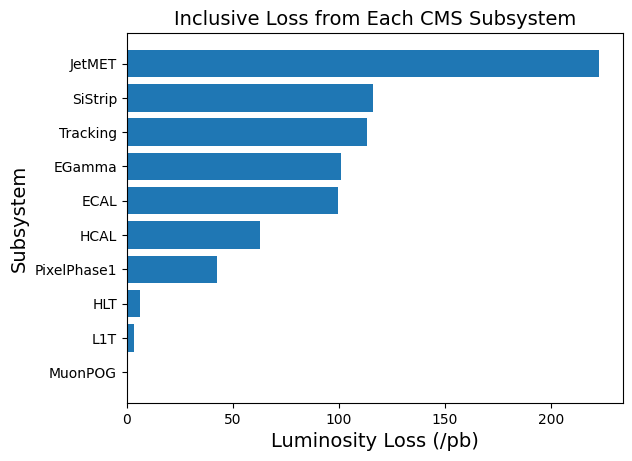 Inclusive Loss from Each CMS Subsystem
Subsystem
JetMET
SiStrip
Tracking
EGamma
ECAL
HCAL
PixelPhase1
HLT
L1T
MuonPOG
0 50 100 150 200
Luminosity Loss (/pb)